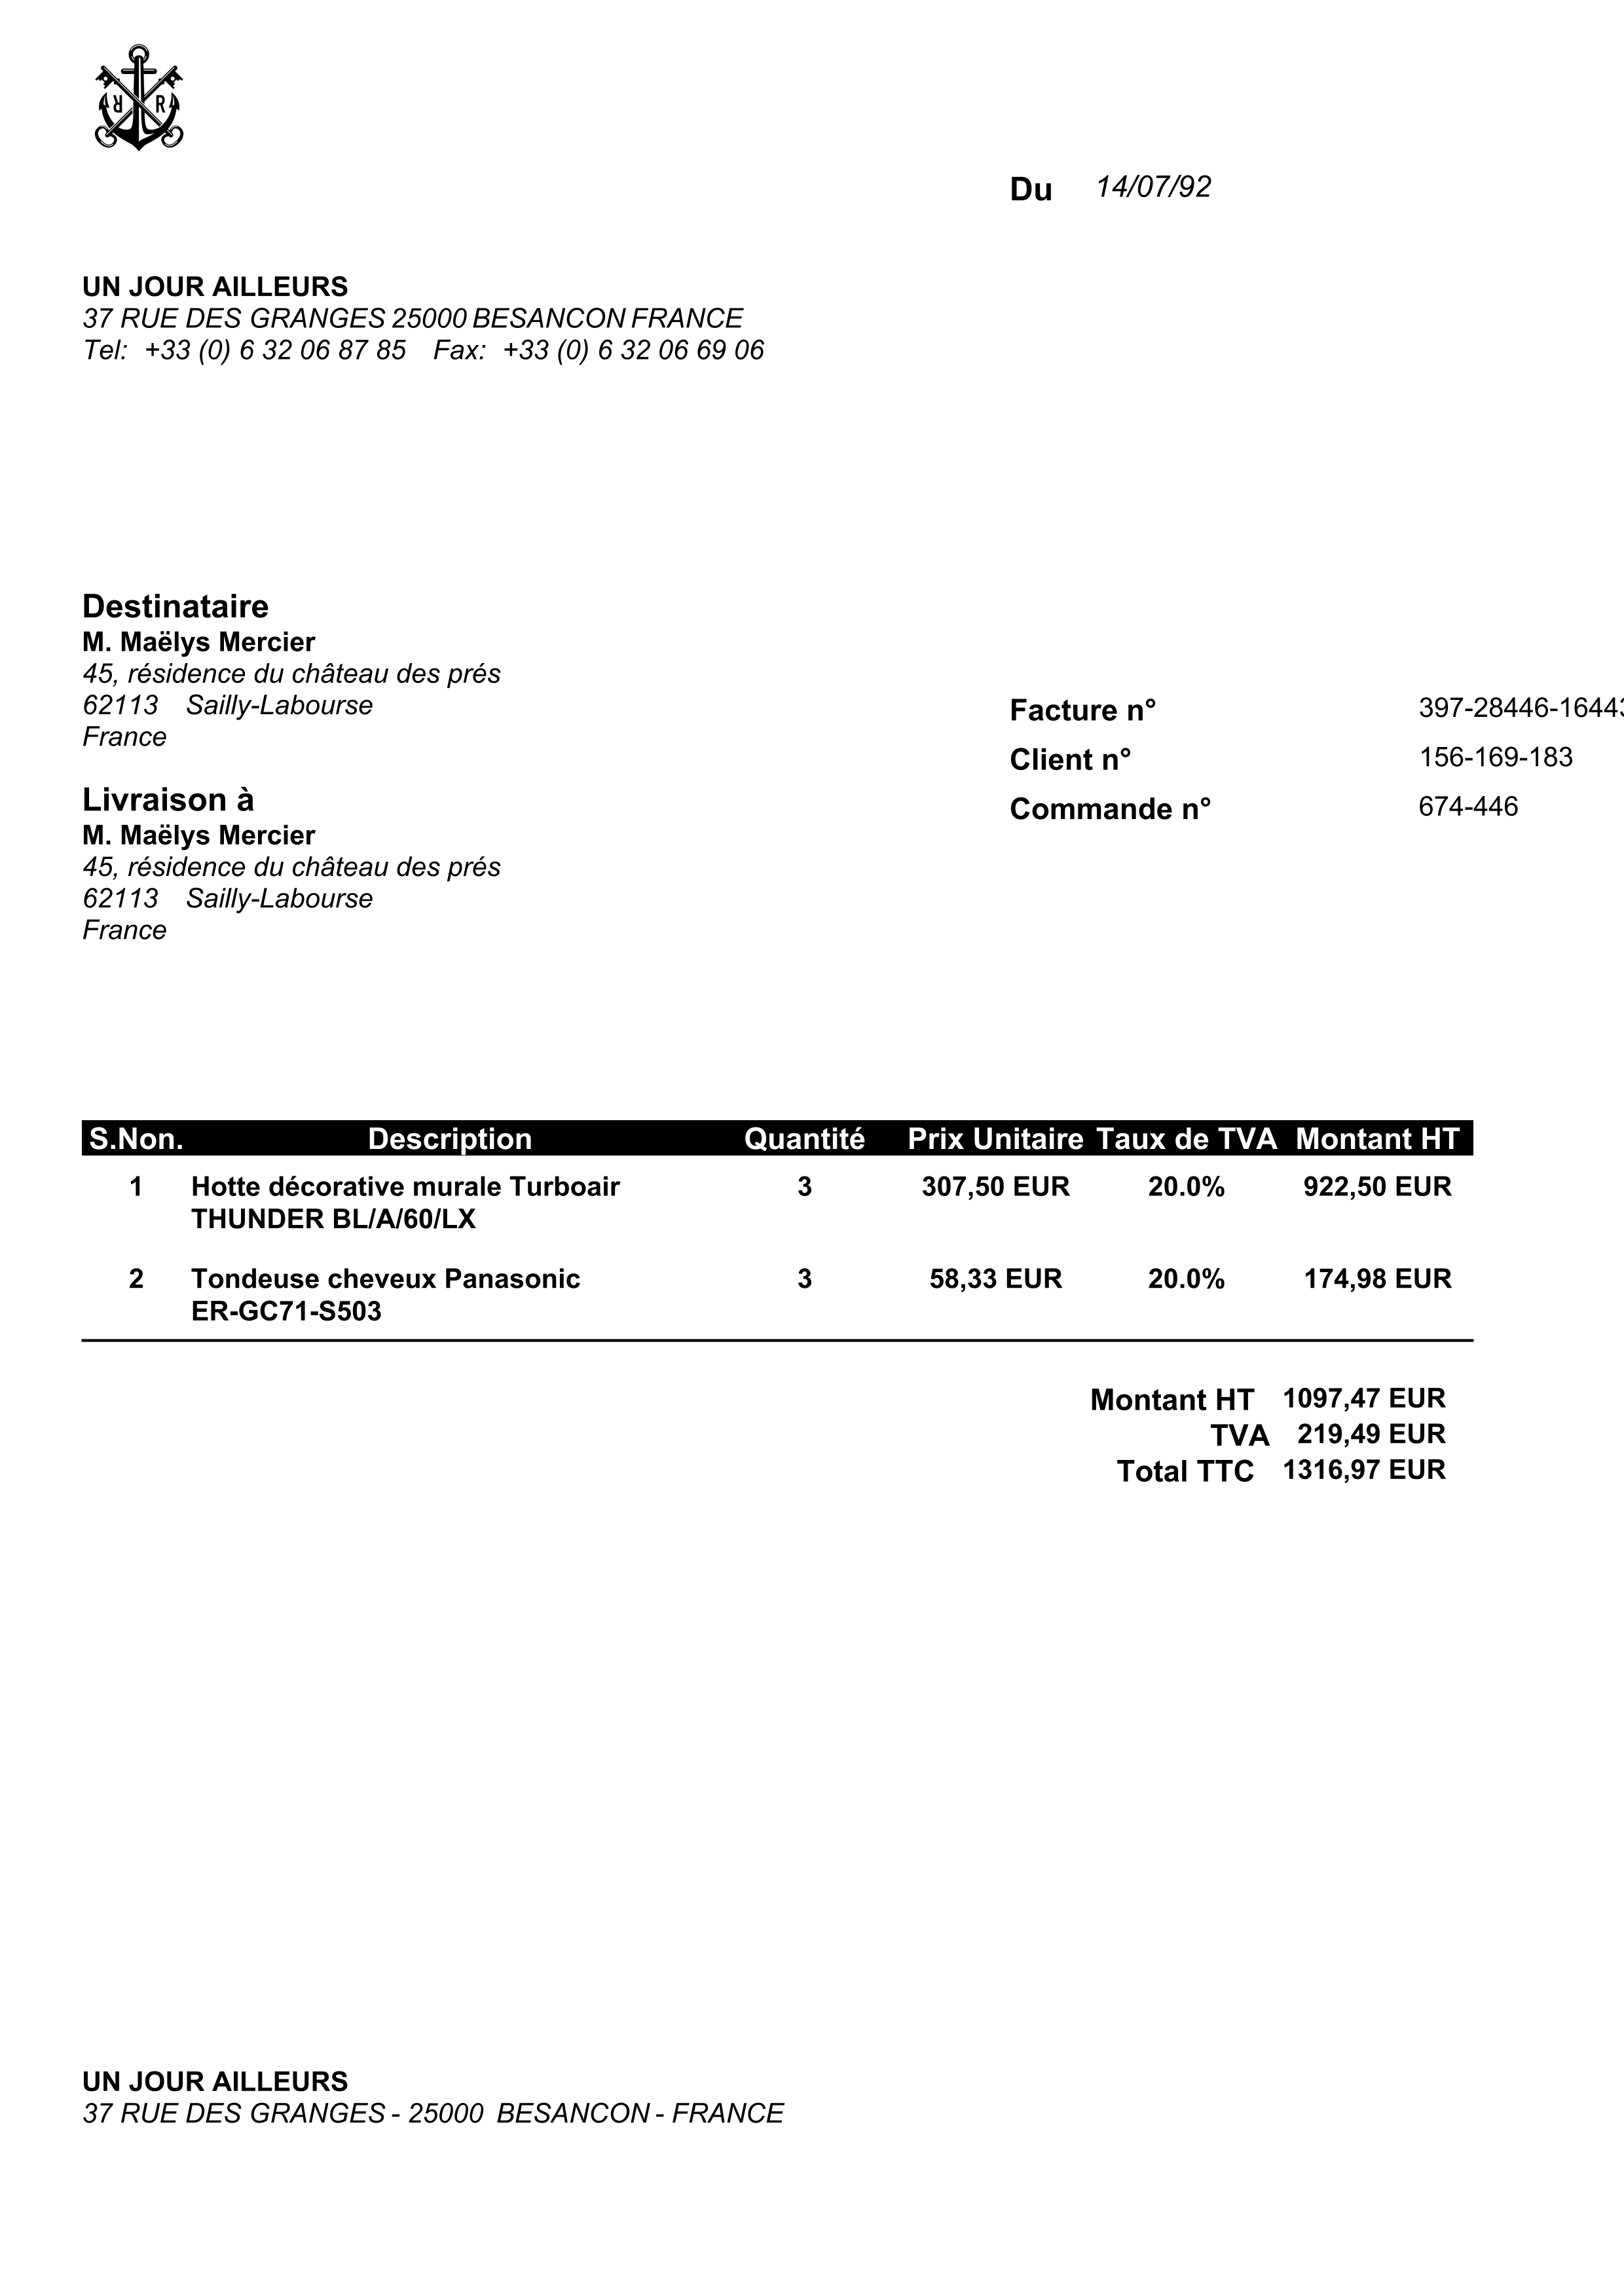 R R
Du 14/07/92
UN JOUR AILLEURS
37 RUE DES GRANGES 25000 BESANCON FRANCE
Tel: +33 (0) 6 32 06 87 85 Fax: +33 (0) 6 32 06 69 06
Destinataire
M. Maëlys Mercier
45, résidence du château des prés
62113 Sailly-Labourse
France
Livraison à
M. Maëlys Mercier
45, résidence du château des prés
62113 Sailly-Labourse
France
Facture n° 397-28446-16443
Client n° 156-169-183
Commande n° 674-446
S.Non. Description Quantité Prix Unitaire Taux de TVA Montant HT
1 Hotte décorative murale Turboair 3 307,50 EUR 20.0% 922,50 EUR
THUNDER BL/A/60/LX
2 Tondeuse cheveux Panasonic 3 58,33 EUR 20.0% 174,98 EUR
ER-GC71-S503
Montant HT 1097,47 EUR
TVA 219,49 EUR
Total TTC 1316,97 EUR
UN JOUR AILLEURS
37 RUE DES GRANGES - 25000 BESANCON - FRANCE